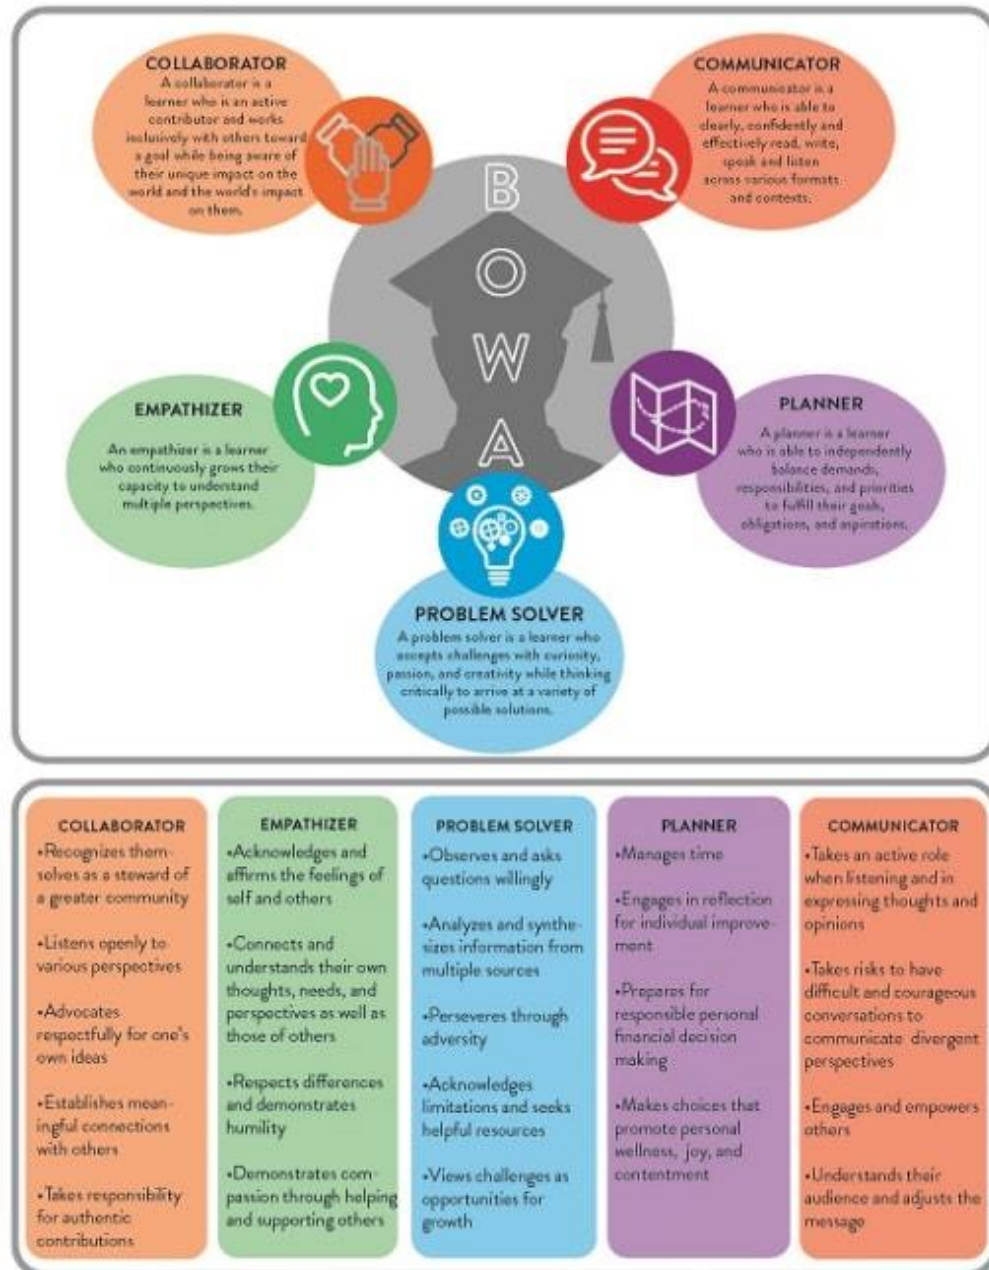 COLLABORATOR
A collaborator is a
learner who is an active
contributor and works
inclusively with others toward
a goal while being aware of
their unique impact on the
world and the world's impact
on them.
COMMUNICATOR
A communicator is a
learner who is able to
clearly, confidently and
effectively read, write,
speak and listen
across various formats
and contexts.
B
O
W
A
EMPATHIZER
An empathizer is a learner
who continuously grows their
capacity to understand
multiple perspectives.
PLANNER
A planner is a learner
who is able to independently
balance demands,
responsibilities, and priorities
to fulfill their goals,
obligations, and aspirations.
PROBLEM SOLVER
A problem solver is a learner who
accepts challenges with curiosity,
passion, and creativity while thinking
critically to arrive at a variety of
possible solutions.
COLLABORATOR
•Recognizes them-
selves as a steward of
a greater community
•Listens openly to
various perspectives
•Advocates
respectfully for one's
own ideas
•Establishes mean-
ingful connections
with others
•Takes responsibility
for authentic
contributions
EMPATHIZER
•Acknowledges and
affirms the feelings of
self and others
•Connects and
understands their own
thoughts, needs, and
perspectives as well as
those of others
•Respects differences
and demonstrates
humility
•Demonstrates com-
passion through helping
and supporting others
PROBLEM SOLVER
•Observes and asks
questions willingly
•Analyzes and synthe-
sizes information from
multiple sources
•Perseveres through
adversity
•Acknowledges
limitations and seeks
helpful resources
•Views challenges as
opportunities for
growth
PLANNER
•Manages time
•Engages in reflection
for individual improve-
ment
•Prepares for
responsible personal
financial decision
making
•Makes choices that
promote personal
wellness, joy, and
contentment
COMMUNICATOR
•Takes an active role
when listening and in
expressing thoughts and
opinions
•Takes risks to have
difficult and courageous
conversations to
communicate divergent
perspectives
•Engages and empowers
others
•Understands their
audience and adjusts the
message